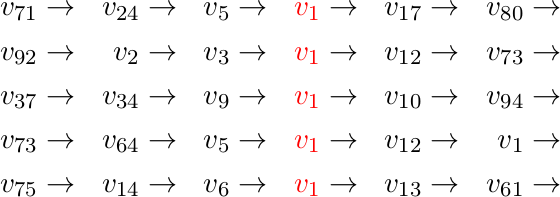 v₇₁ → v₂₄ → v₅ → v₁ → v₁₇ → v₈₀ →
v₉₂ → v₂ → v₃ → v₁ → v₁₂ → v₇₃ →
v₃₇ → v₃₄ → v₉ → v₁ → v₁₀ → v₉₄ →
v₇₃ → v₆₄ → v₅ → v₁ → v₁₂ → v₁ →
v₇₅ → v₁₄ → v₆ → v₁ → v₁₃ → v₆₁ →